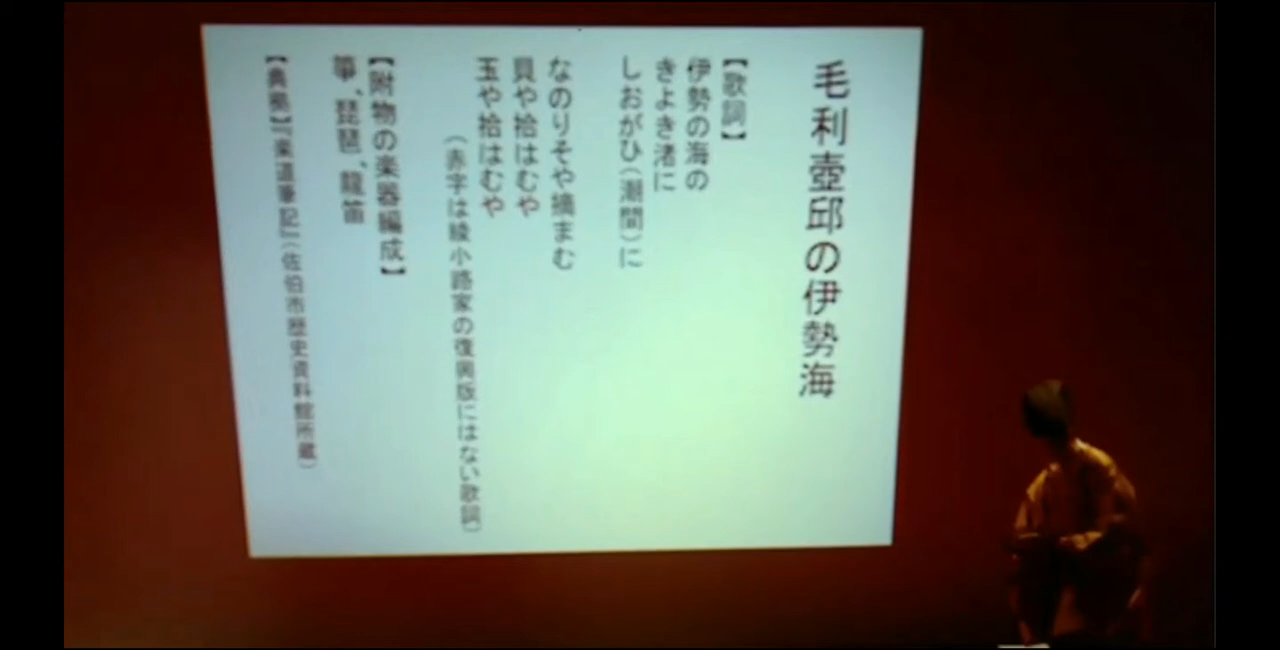 毛利壺邱の伊勢海
【歌詞】
伊勢の海の
きよき渚に
しおがひ（潮間）に
なのりそや摘まむ
貝や拾はむや
玉や拾はむや
（赤字は綾小路家の復興版にはない歌詞）
【附物の楽器編成】
箏、琵琶、龍笛
【典拠】『楽道筆記』（佐伯市歴史資料館所蔵）